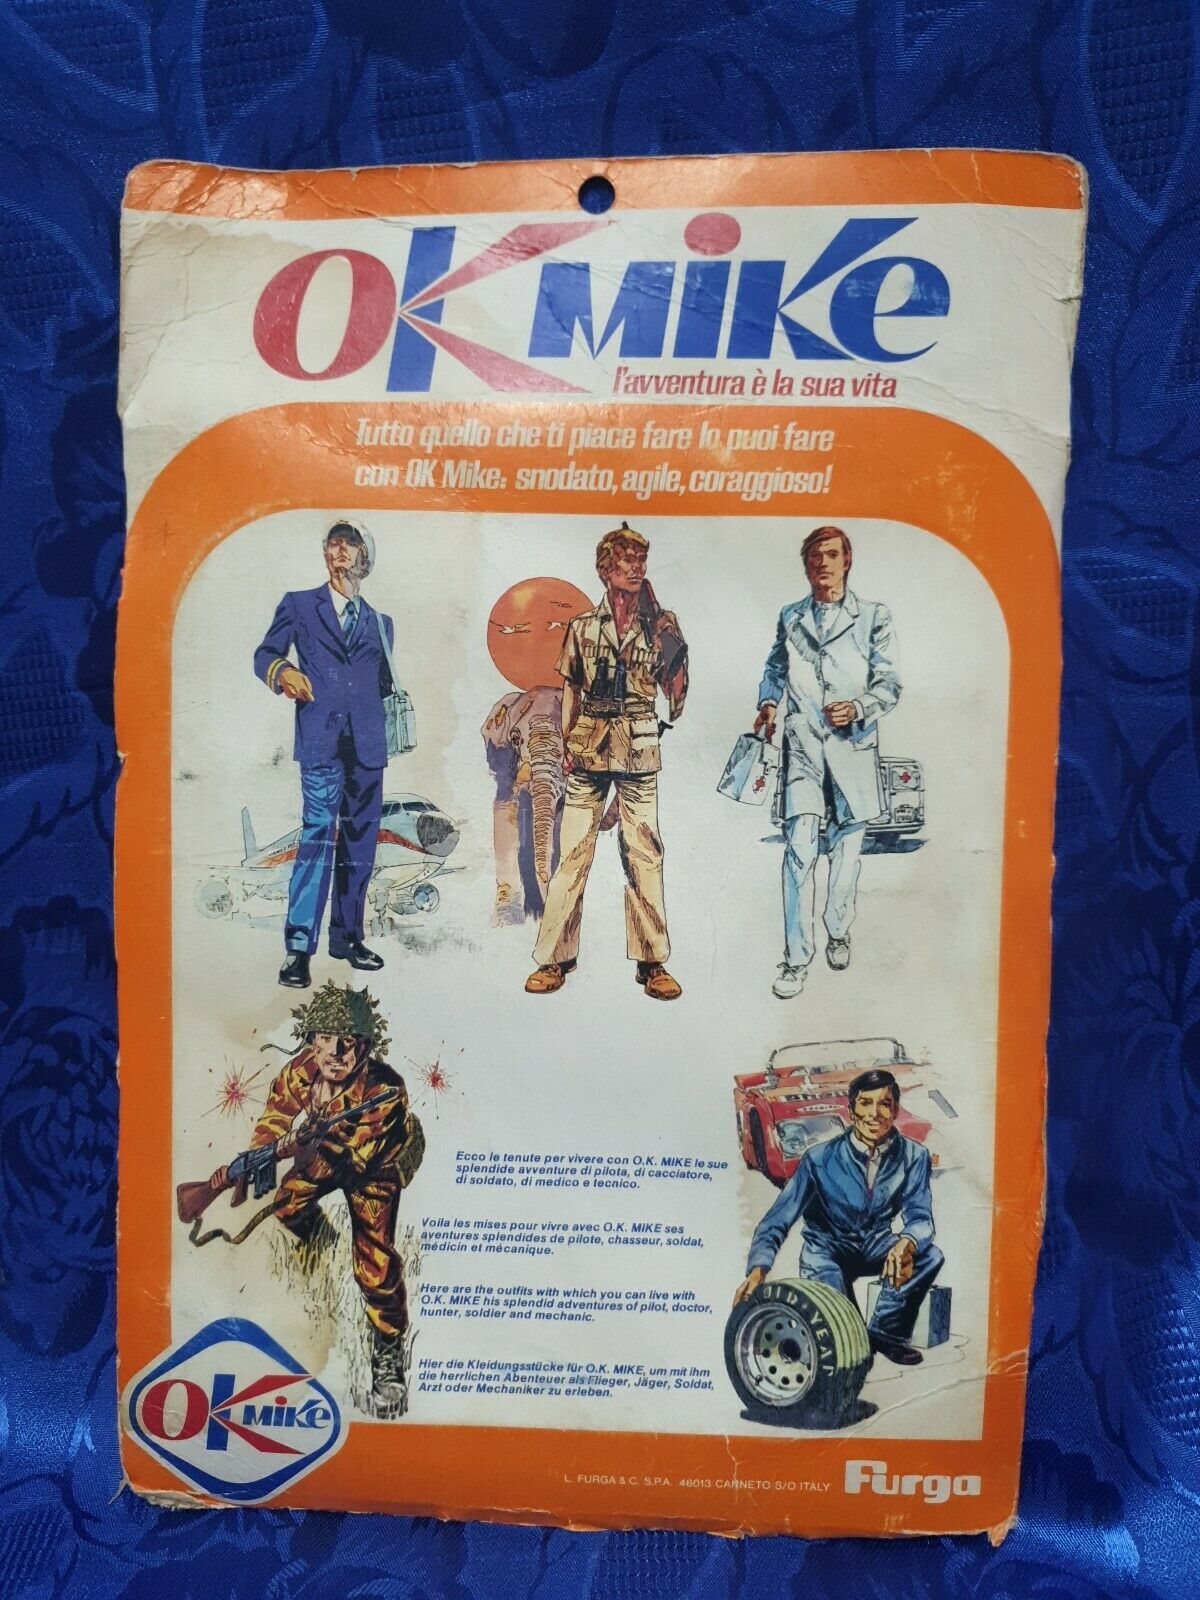 OK MIKE
l'avventura è la sua vita
Tutto quello che ti piace fare lo puoi fare
con OK Mike: snodato, agile, coraggioso!
Ecco le tenute per vivere con O.K. MIKE le sue
splendide avventure di pilota, di cacciatore,
di soldato, di medico e tecnico.
Voila les mises pour vivre avec O.K. MIKE ses
aventures splendides de pilote, chasseur, soldat,
médicin et mécanique.
Here are the outfits with which you can live with
O.K. MIKE his splendid adventures of pilot, doctor,
hunter, soldier and mechanic.
Hier die Kleidungsstücke für O.K. MIKE, um mit ihm
die herrlichen Abenteuer als Flieger, Jäger, Soldat,
Arzt oder Mechaniker zu erleben.
OK MIKE
L. FURGA & C. S.P.A. 46013 CANNETO S/O ITALY
Furga